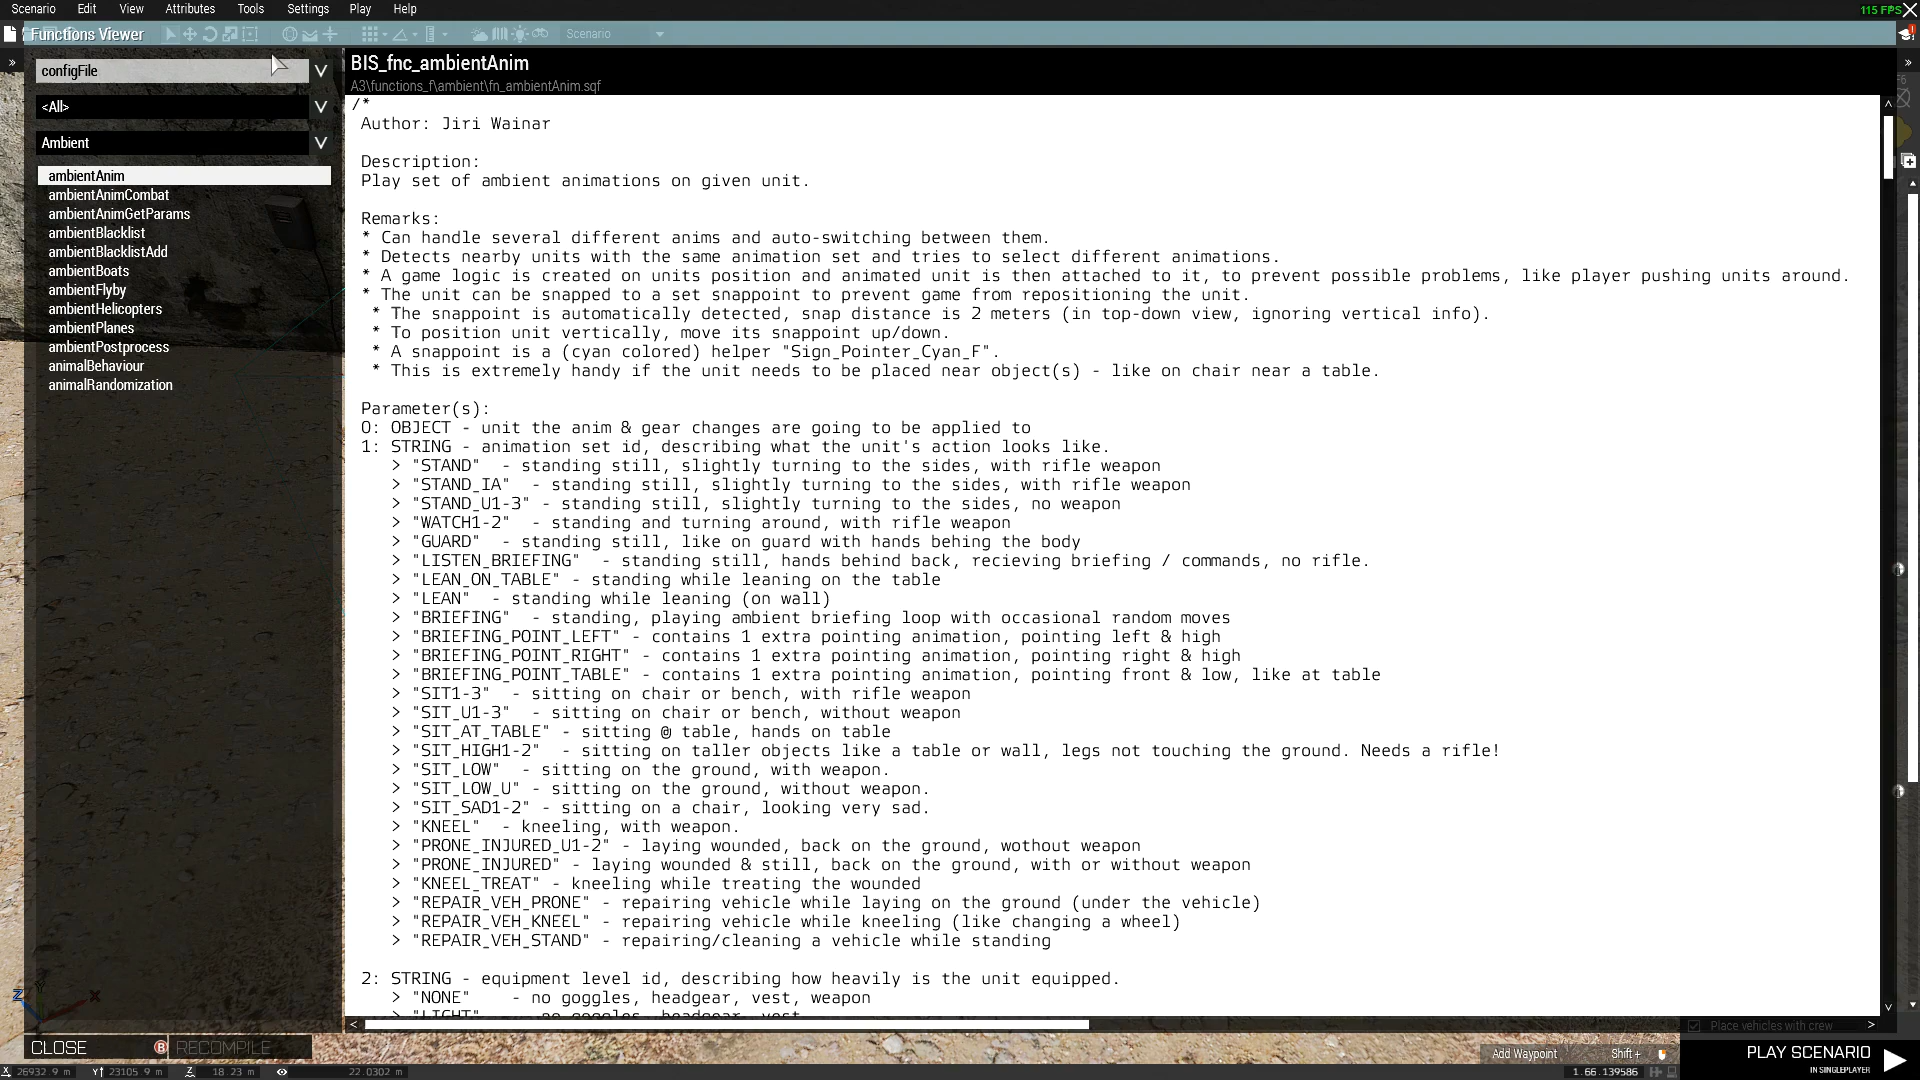 Scenario Edit View Attributes Tools Settings Play Help
115 FPS
Functions Viewer
Scenario
configFile
<All>
Ambient
ambientAnim
ambientAnimCombat
ambientAnimGetParams
ambientBlacklist
ambientBlacklistAdd
ambientBoats
ambientFlyby
ambientHelicopters
ambientPlanes
ambientPostprocess
animalBehaviour
animalRandomization
BIS_fnc_ambientAnim
A3\functions_f\ambient\fn_ambientAnim.sqf
/*
Author: Jiri Wainar
Description:
Play set of ambient animations on given unit.
Remarks:
* Can handle several different anims and auto-switching between them.
* Detects nearby units with the same animation set and tries to select different animations.
* A game logic is created on units position and animated unit is then attached to it, to prevent possible problems, like player pushing units around.
* The unit can be snapped to a set snappoint to prevent game from repositioning the unit.
* The snappoint is automatically detected, snap distance is 2 meters (in top-down view, ignoring vertical info).
* To position unit vertically, move its snappoint up/down.
* A snappoint is a (cyan colored) helper "Sign_Pointer_Cyan_F".
* This is extremely handy if the unit needs to be placed near object(s) - like on chair near a table.
Parameter(s):
0: OBJECT - unit the anim & gear changes are going to be applied to
1: STRING - animation set id, describing what the unit's action looks like.
> "STAND" - standing still, slightly turning to the sides, with rifle weapon
> "STAND_IA" - standing still, slightly turning to the sides, with rifle weapon
> "STAND_U1-3" - standing still, slightly turning to the sides, no weapon
> "WATCH1-2" - standing and turning around, with rifle weapon
> "GUARD" - standing still, like on guard with hands behing the body
> "LISTEN_BRIEFING" - standing still, hands behind back, recieving briefing / commands, no rifle.
> "LEAN_ON_TABLE" - standing while leaning on the table
> "LEAN" - standing while leaning (on wall)
> "BRIEFING" - standing, playing ambient briefing loop with occasional random moves
> "BRIEFING_POINT_LEFT" - contains 1 extra pointing animation, pointing left & high
> "BRIEFING_POINT_RIGHT" - contains 1 extra pointing animation, pointing right & high
> "BRIEFING_POINT_TABLE" - contains 1 extra pointing animation, pointing front & low, like at table
> "SIT1-3" - sitting on chair or bench, with rifle weapon
> "SIT_U1-3" - sitting on chair or bench, without weapon
> "SIT_AT_TABLE" - sitting @ table, hands on table
> "SIT_HIGH1-2" - sitting on taller objects like a table or wall, legs not touching the ground. Needs a rifle!
> "SIT_LOW" - sitting on the ground, with weapon.
> "SIT_LOW_U" - sitting on the ground, without weapon.
> "SIT_SAD1-2" - sitting on a chair, looking very sad.
> "KNEEL" - kneeling, with weapon.
> "PRONE_INJURED_U1-2" - laying wounded, back on the ground, wothout weapon
> "PRONE_INJURED" - laying wounded & still, back on the ground, with or without weapon
> "KNEEL_TREAT" - kneeling while treating the wounded
> "REPAIR_VEH_PRONE" - repairing vehicle while laying on the ground (under the vehicle)
> "REPAIR_VEH_KNEEL" - repairing vehicle while kneeling (like changing a wheel)
> "REPAIR_VEH_STAND" - repairing/cleaning a vehicle while standing
2: STRING - equipment level id, describing how heavily is the unit equipped.
> "NONE" - no goggles, headgear, vest, weapon
> "LIGHT" - no goggles, headgear, vest
Place vehicles with crew
CLOSE
B RECOMPILE
Add Waypoint Shift +
PLAY SCENARIO
IN SINGLEPLAYER
X 26932.9 m Y 23105.9 m Z 18.23 m 22.0302 m
1.66.139586